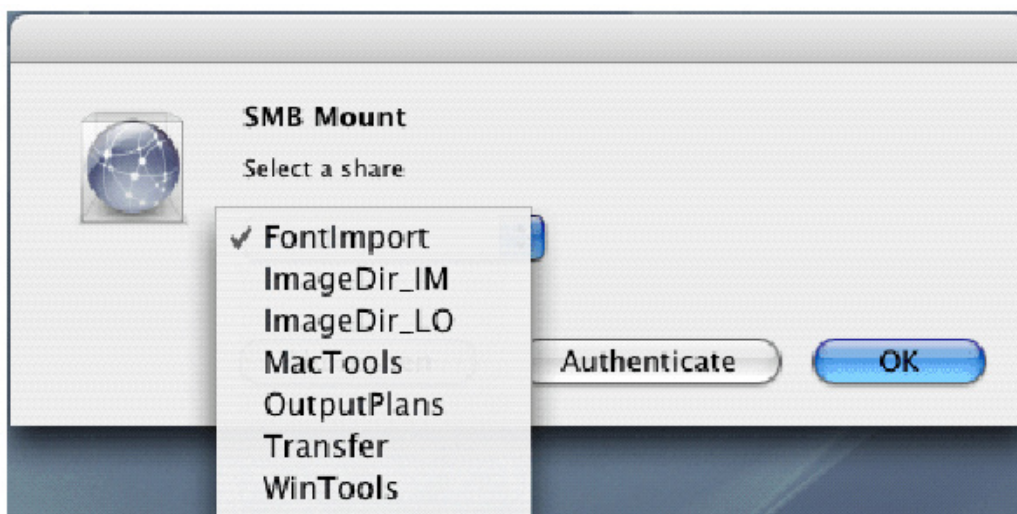 SMB Mount
Select a share
✓ FontImport
ImageDir_IM
ImageDir_LO
MacTools
OutputPlans
Transfer
WinTools
Authenticate
OK